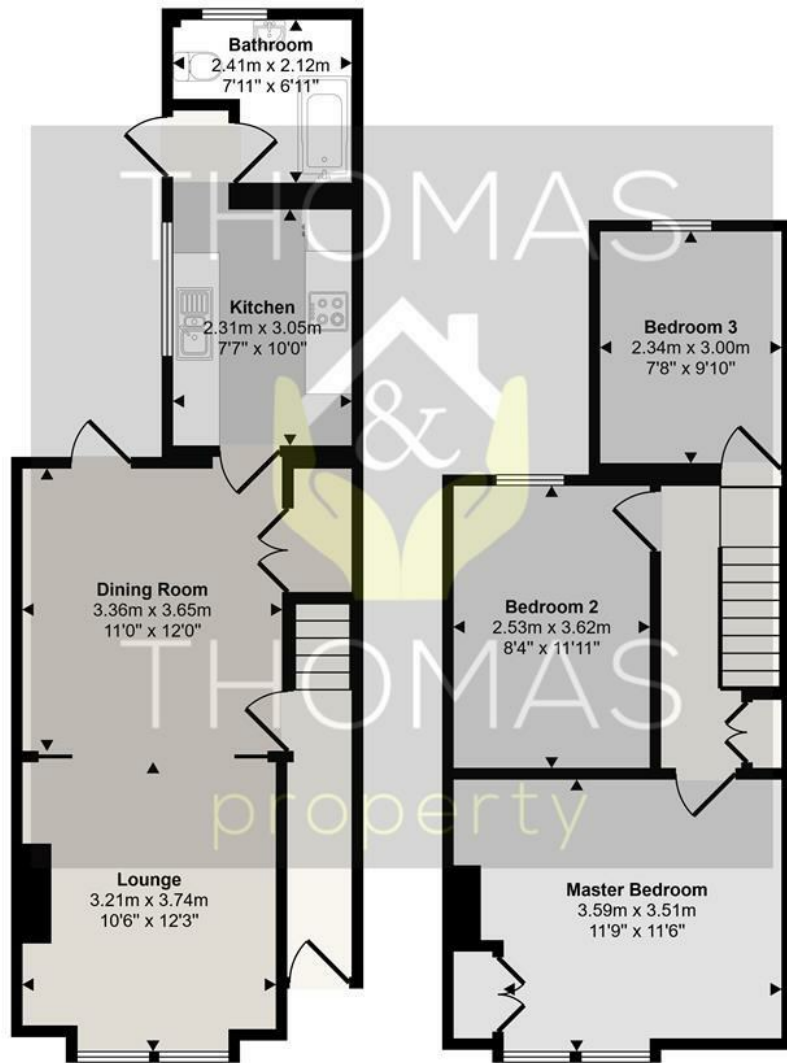 Bathroom
2.41m x 2.12m
7'11" x 6'11"
THOMAS
Kitchen
2.31m x 3.05m
7'7" x 10'0"
Bedroom 3
2.34m x 3.00m
7'8" x 9'10"
&
Dining Room
3.36m x 3.65m
11'0" x 12'0"
Bedroom 2
2.53m x 3.62m
8'4" x 11'11"
THOMAS
property
Lounge
3.21m x 3.74m
10'6" x 12'3"
Master Bedroom
3.59m x 3.51m
11'9" x 11'6"